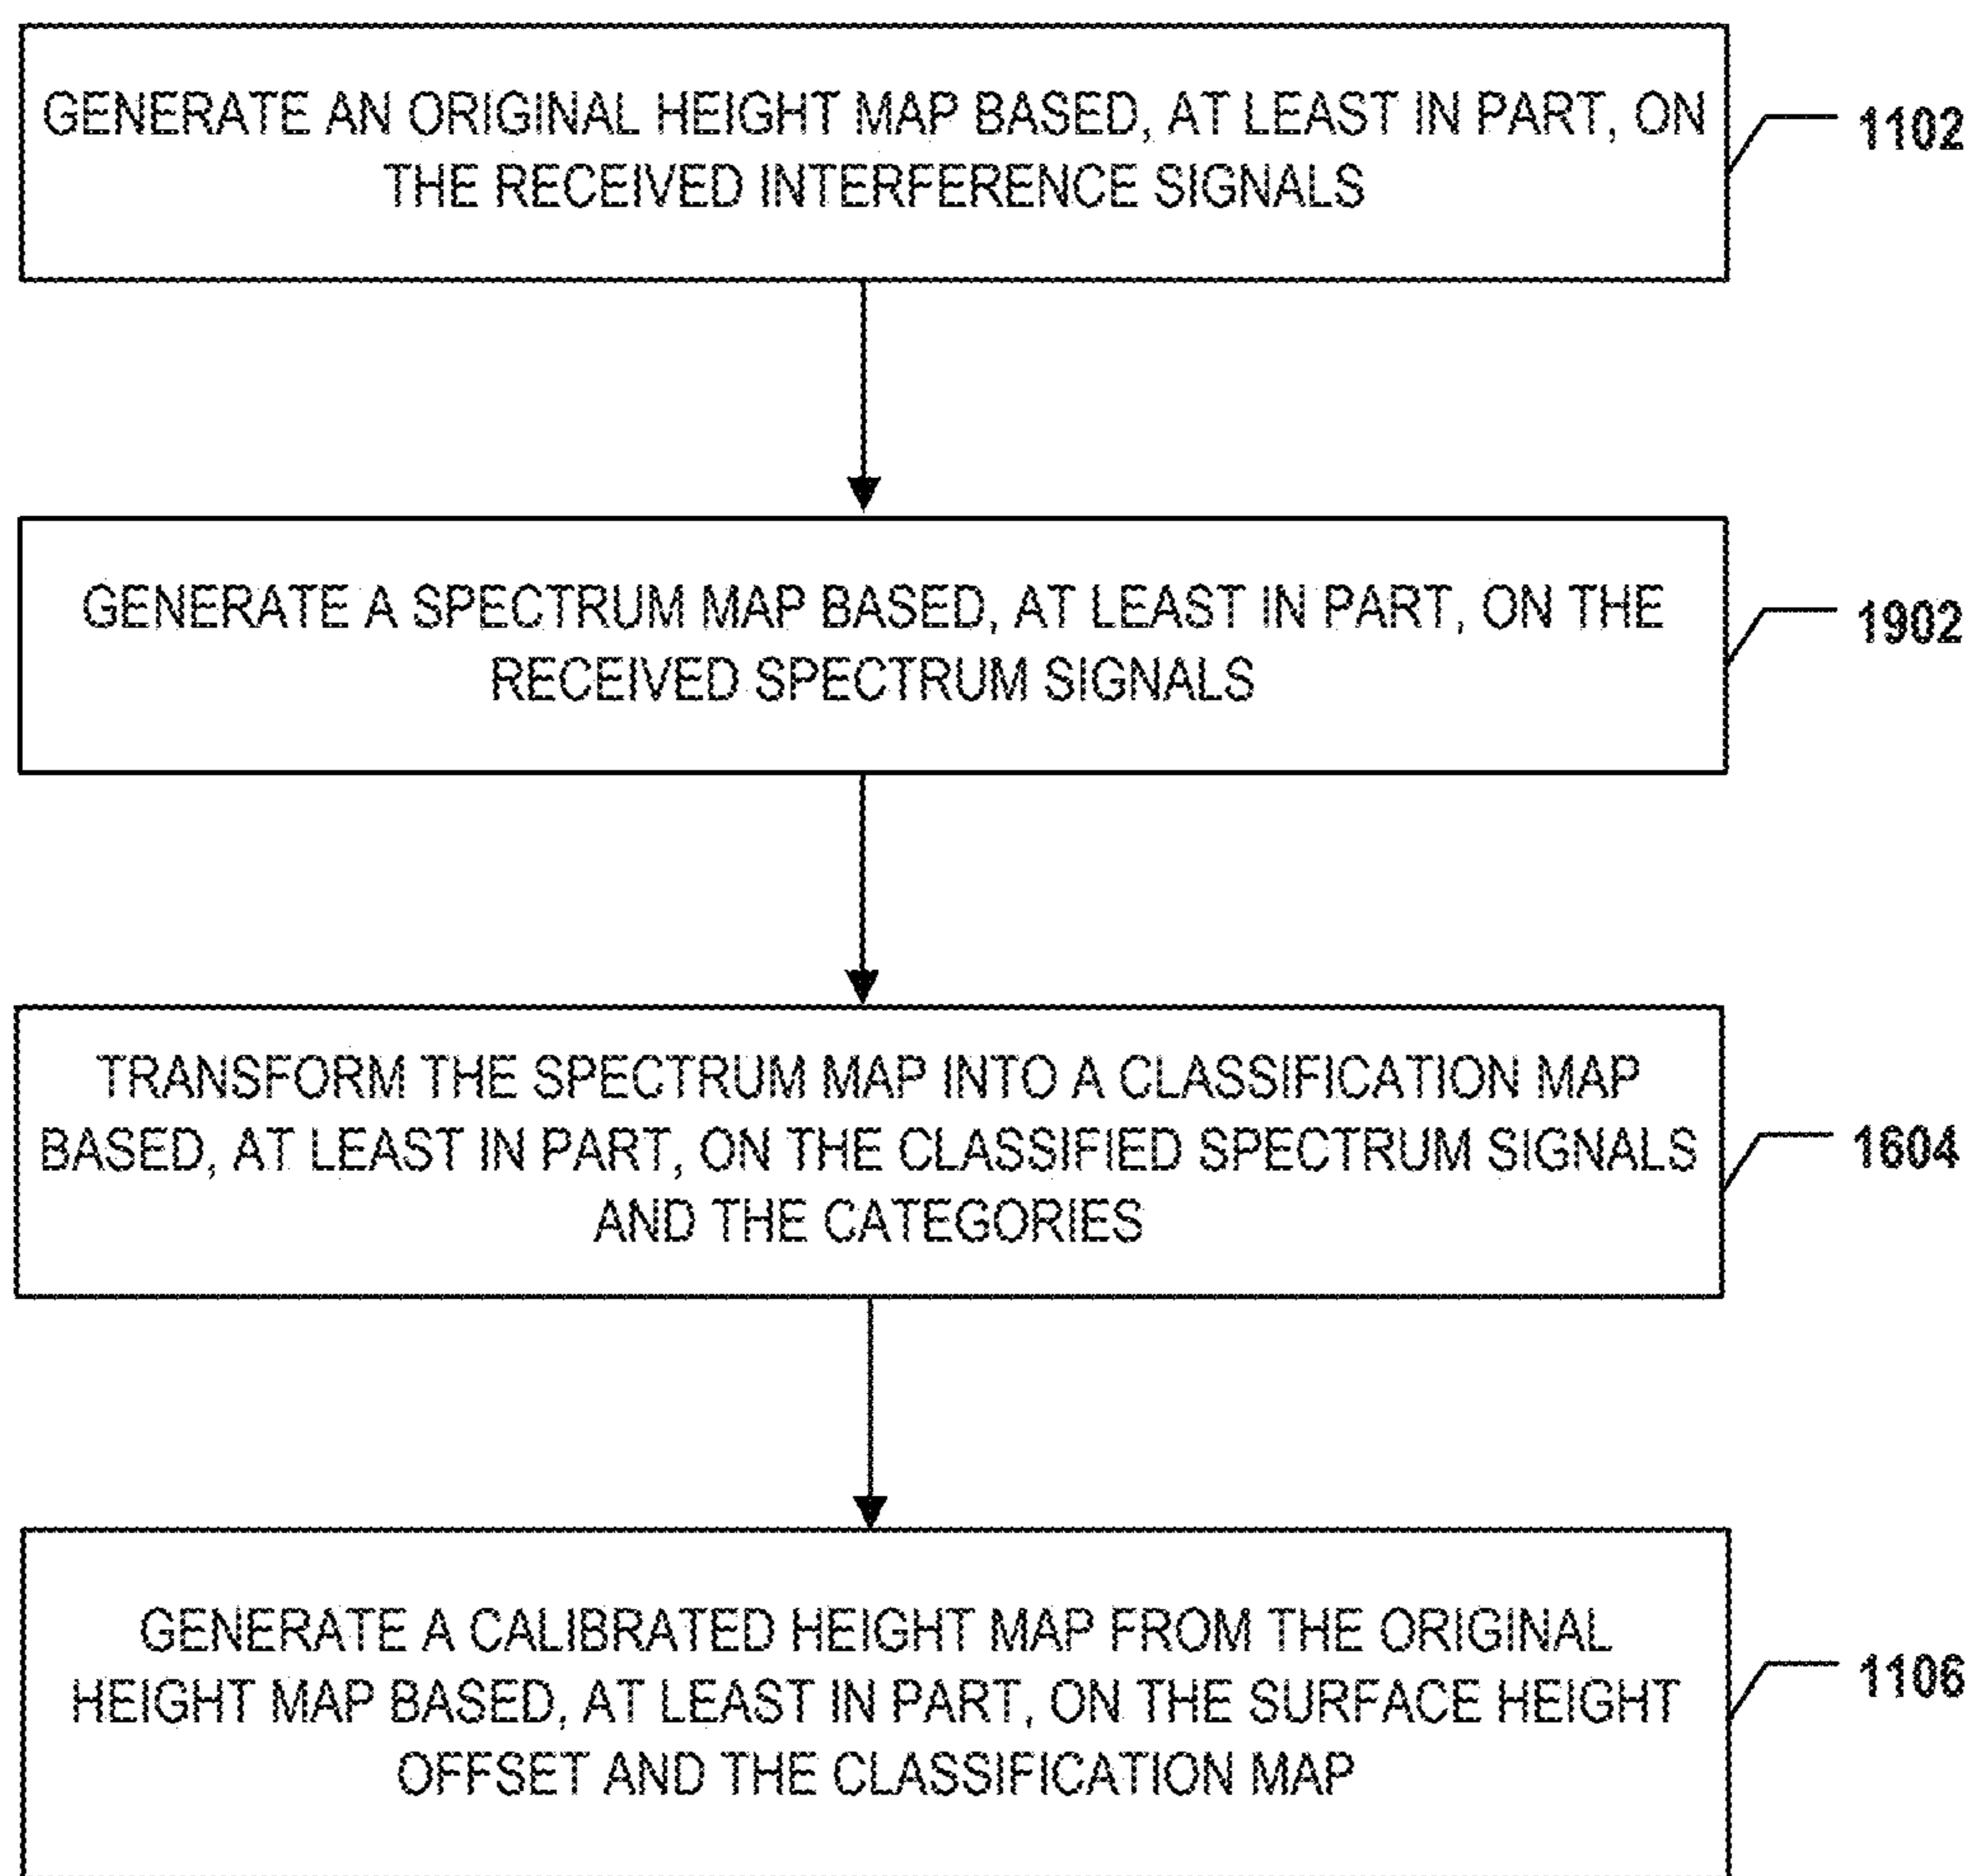 GENERATE AN ORIGINAL HEIGHT MAP BASED, AT LEAST IN PART, ON
THE RECEIVED INTERFERENCE SIGNALS
1102
GENERATE A SPECTRUM MAP BASED, AT LEAST IN PART, ON THE
RECEIVED SPECTRUM SIGNALS
1902
TRANSFORM THE SPECTRUM MAP INTO A CLASSIFICATION MAP
BASED, AT LEAST IN PART, ON THE CLASSIFIED SPECTRUM SIGNALS
AND THE CATEGORIES
1604
GENERATE A CALIBRATED HEIGHT MAP FROM THE ORIGINAL
HEIGHT MAP BASED, AT LEAST IN PART, ON THE SURFACE HEIGHT
OFFSET AND THE CLASSIFICATION MAP
1106